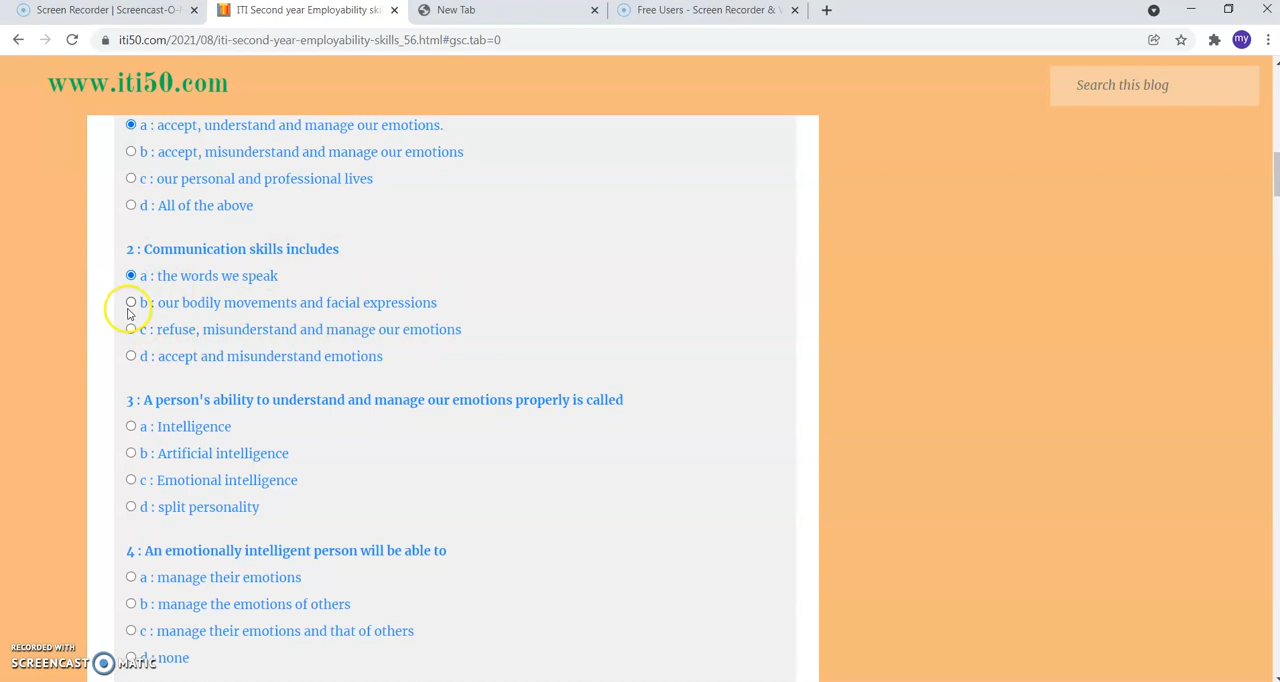 Screen Recorder | Screencast-O-
ITI Second year Employability ski
New Tab
Free Users - Screen Recorder & V
iti50.com/2021/08/iti-second-year-employability-skills_56.html#gsc.tab=0
my
www.iti50.com
Search this blog
a : accept, understand and manage our emotions.
b : accept, misunderstand and manage our emotions
c : our personal and professional lives
d : All of the above
2 : Communication skills includes
a : the words we speak
b : our bodily movements and facial expressions
c : refuse, misunderstand and manage our emotions
d : accept and misunderstand emotions
3 : A person's ability to understand and manage our emotions properly is called
a : Intelligence
b : Artificial intelligence
c : Emotional intelligence
d : split personality
4 : An emotionally intelligent person will be able to
a : manage their emotions
b : manage the emotions of others
c : manage their emotions and that of others
d : none
RECORDED WITH
SCREENCAST MATIC